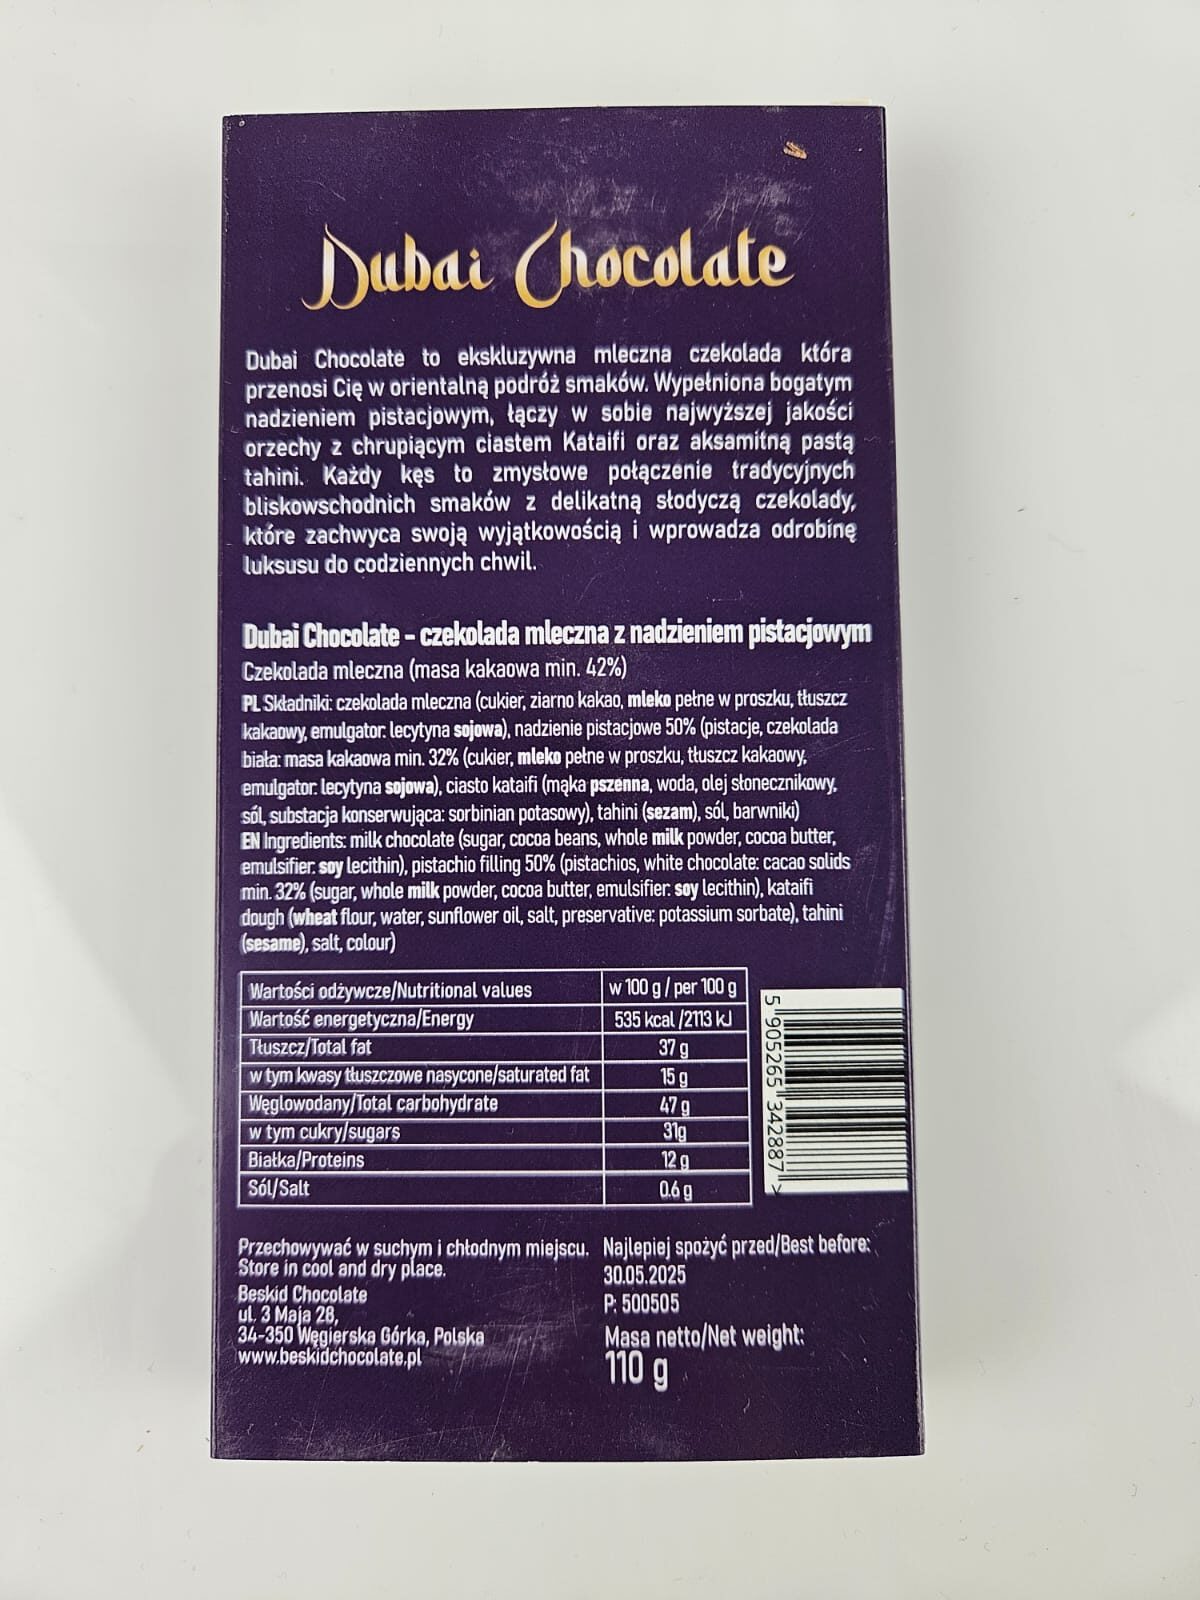 Dubai Chocolate
Dubai Chocolate to ekskluzywna mleczna czekolada która
przenosi Cię w orientalną podróż smaków. Wypełniona bogatym
nadzieniem pistacjowym, łączy w sobie najwyższej jakości
orzechy z chrupiącym ciastem Kataifi oraz aksamitną pastą
tahini. Każdy kęs to zmysłowe połączenie tradycyjnych
bliskowschodnich smaków z delikatną słodyczą czekolady,
które zachwyca swoją wyjątkowością i wprowadza odrobinę
luksusu do codziennych chwil.
Dubai Chocolate - czekolada mleczna z nadzieniem pistacjowym
Czekolada mleczna (masa kakaowa min. 42%)
PL Składniki: czekolada mleczna (cukier, ziarno kakao, mleko pełne w proszku, tłuszcz
kakaowy, emulgator: lecytyna sojowa), nadzienie pistacjowe 50% (pistacje, czekolada
biała: masa kakaowa min. 32% (cukier, mleko pełne w proszku, tłuszcz kakaowy,
emulgator: lecytyna sojowa), ciasto kataifi (mąka pszenna, woda, olej słonecznikowy,
sól, substacja konserwująca: sorbinian potasowy), tahini (sezam), sól, barwniki)
EN Ingredients: milk chocolate (sugar, cocoa beans, whole milk powder, cocoa butter,
emulsifier: soy lecithin), pistachio filling 50% (pistachios, white chocolate: cacao solids
min. 32% (sugar, whole milk powder, cocoa butter, emulsifier: soy lecithin), kataifi
dough (wheat flour, water, sunflower oil, salt, preservative: potassium sorbate), tahini
(sesame), salt, colour)
Wartości odżywcze/Nutritional values w 100 g / per 100 g
Wartość energetyczna/Energy 535 kcal /2113 kJ
Tłuszcz/Total fat 37 g
w tym kwasy tłuszczowe nasycone/saturated fat 15 g
Węglowodany/Total carbohydrate 47 g
w tym cukry/sugars 31g
Białka/Proteins 12 g
Sól/Salt 0.6 g
5 905265 342887 >
Przechowywać w suchym i chłodnym miejscu.
Store in cool and dry place.
Beskid Chocolate
ul. 3 Maja 28,
34-350 Węgierska Górka, Polska
www.beskidchocolate.pl
Najlepiej spożyć przed/Best before:
30.05.2025
P: 500505
Masa netto/Net weight:
110 g